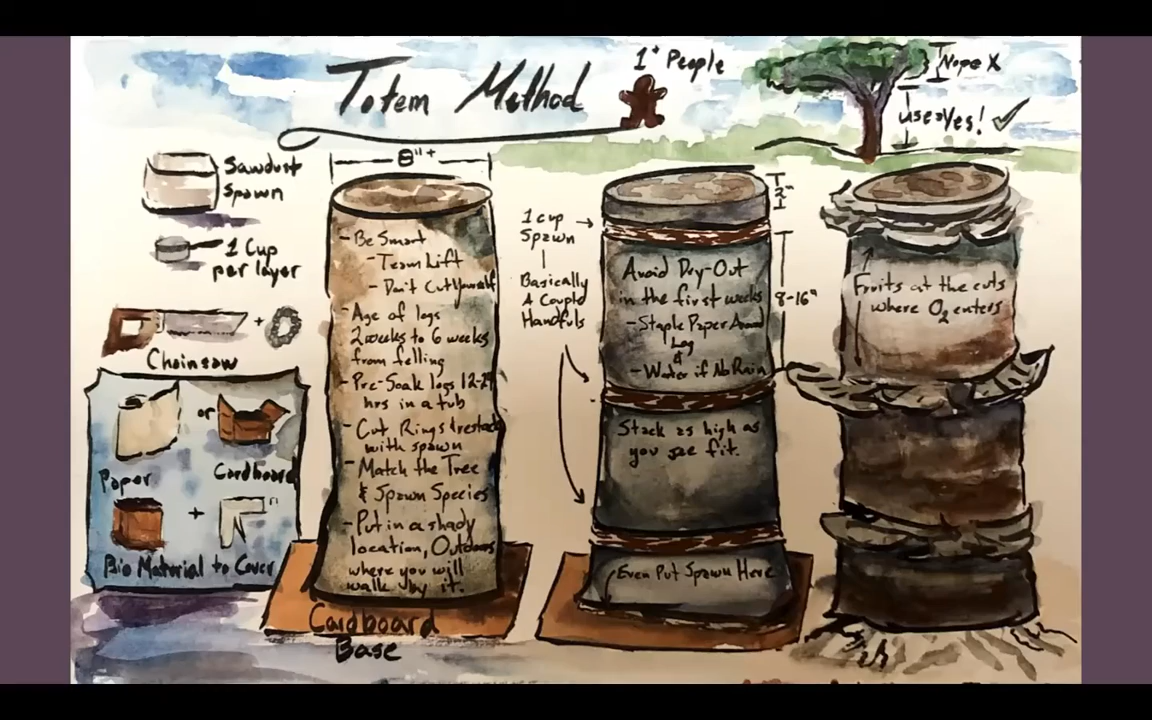 Totem Method
1+ People
Nope X
use→Yes! ✓
Sawdust
Spawn
1 Cup
per layer
+
Chainsaw
or
Paper
Cardboard
+
Bio Material to Cover
8"+
- Be Smart
- Team Lift
- Don't Cut Yourself
- Age of logs
2 weeks to 6 weeks
from felling
- Pre-Soak logs 12-24
hrs in a tub
- Cut Rings & restack
with spawn
- Match the Tree
& Spawn Species
- Put in a shady
location, Outdoors
where you will
walk by it.
Cardboard
Base
1 cup
Spawn
Basically
A Couple
Handfuls
2"
8-16"
Avoid Dry-Out
in the first weeks
- Staple Paper Around
Log
&
- Water if No Rain
Stack as high as
you see fit.
Even Put Spawn Here
Fruits at the cuts
where O2 enters